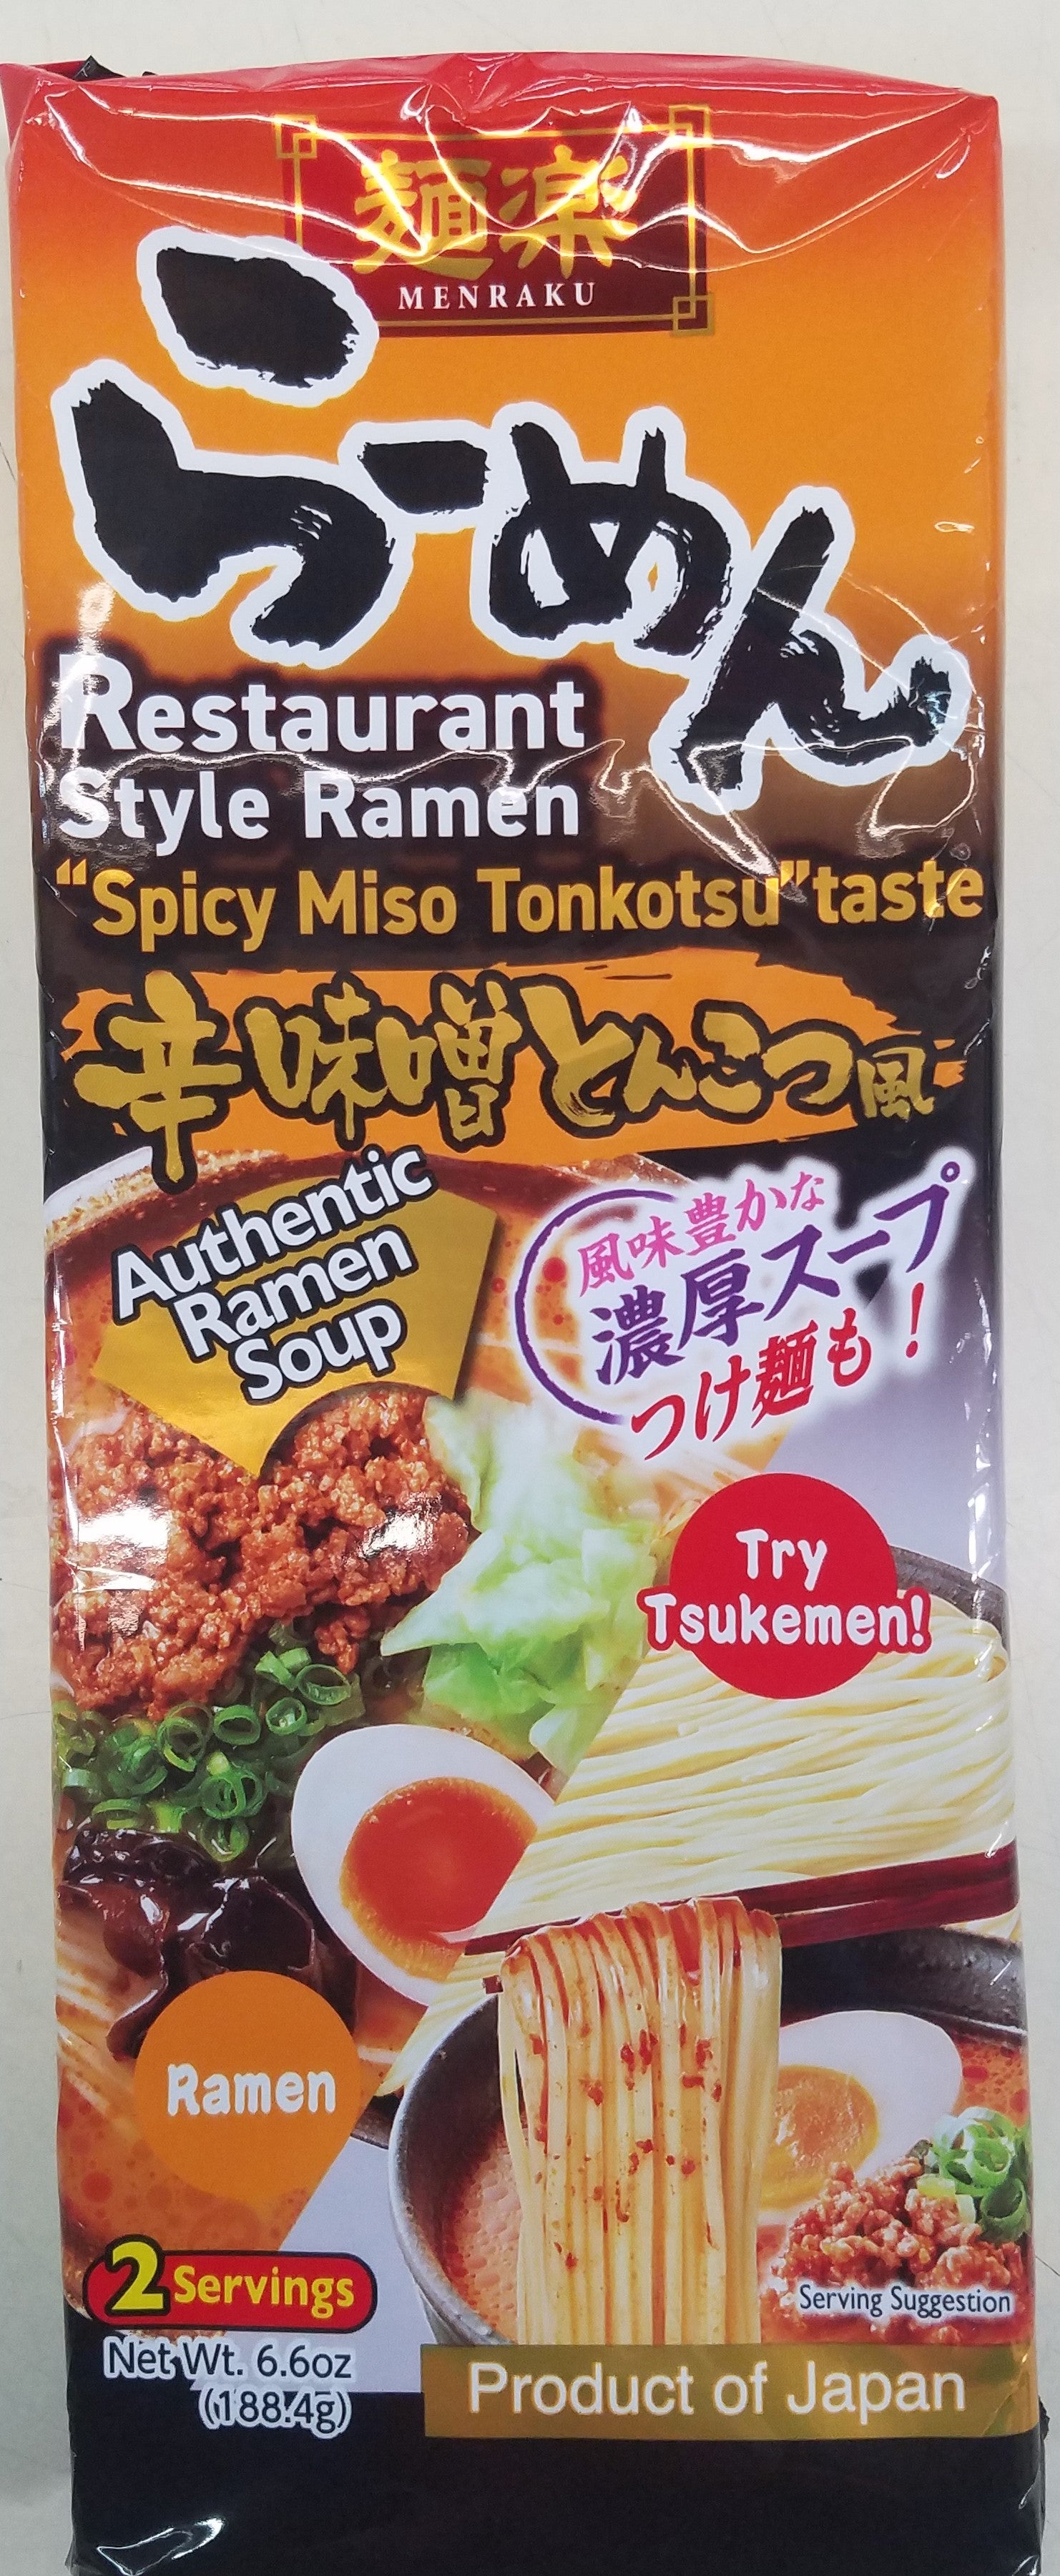 麺楽
MENRAKU
らーめん
Restaurant
Style Ramen
"Spicy Miso Tonkotsu" taste
辛味噌とんこつ風
Authentic
Ramen
Soup
風味豊かな
濃厚スープ
つけ麺も!
Try
Tsukemen!
Ramen
2 Servings
Net Wt. 6.6oz
(188.4g)
Serving Suggestion
Product of Japan